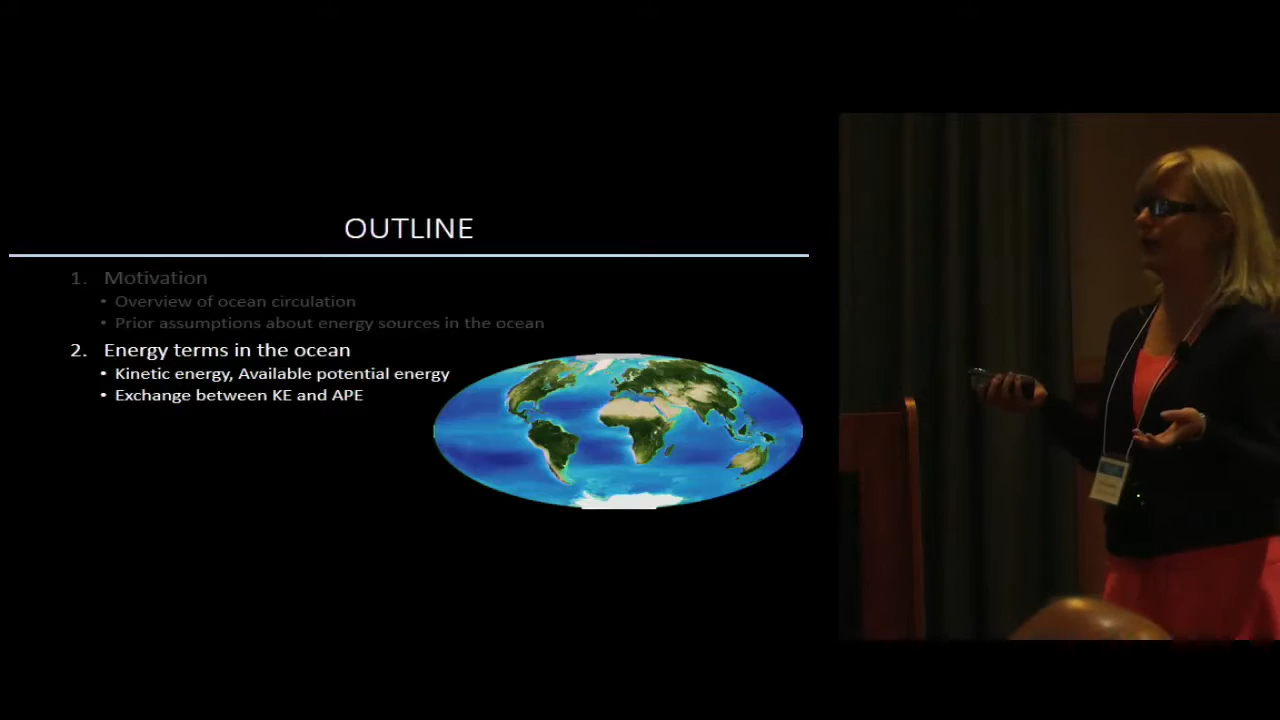 OUTLINE
1. Motivation
• Overview of ocean circulation
• Prior assumptions about energy sources in the ocean
2. Energy terms in the ocean
• Kinetic energy, Available potential energy
• Exchange between KE and APE